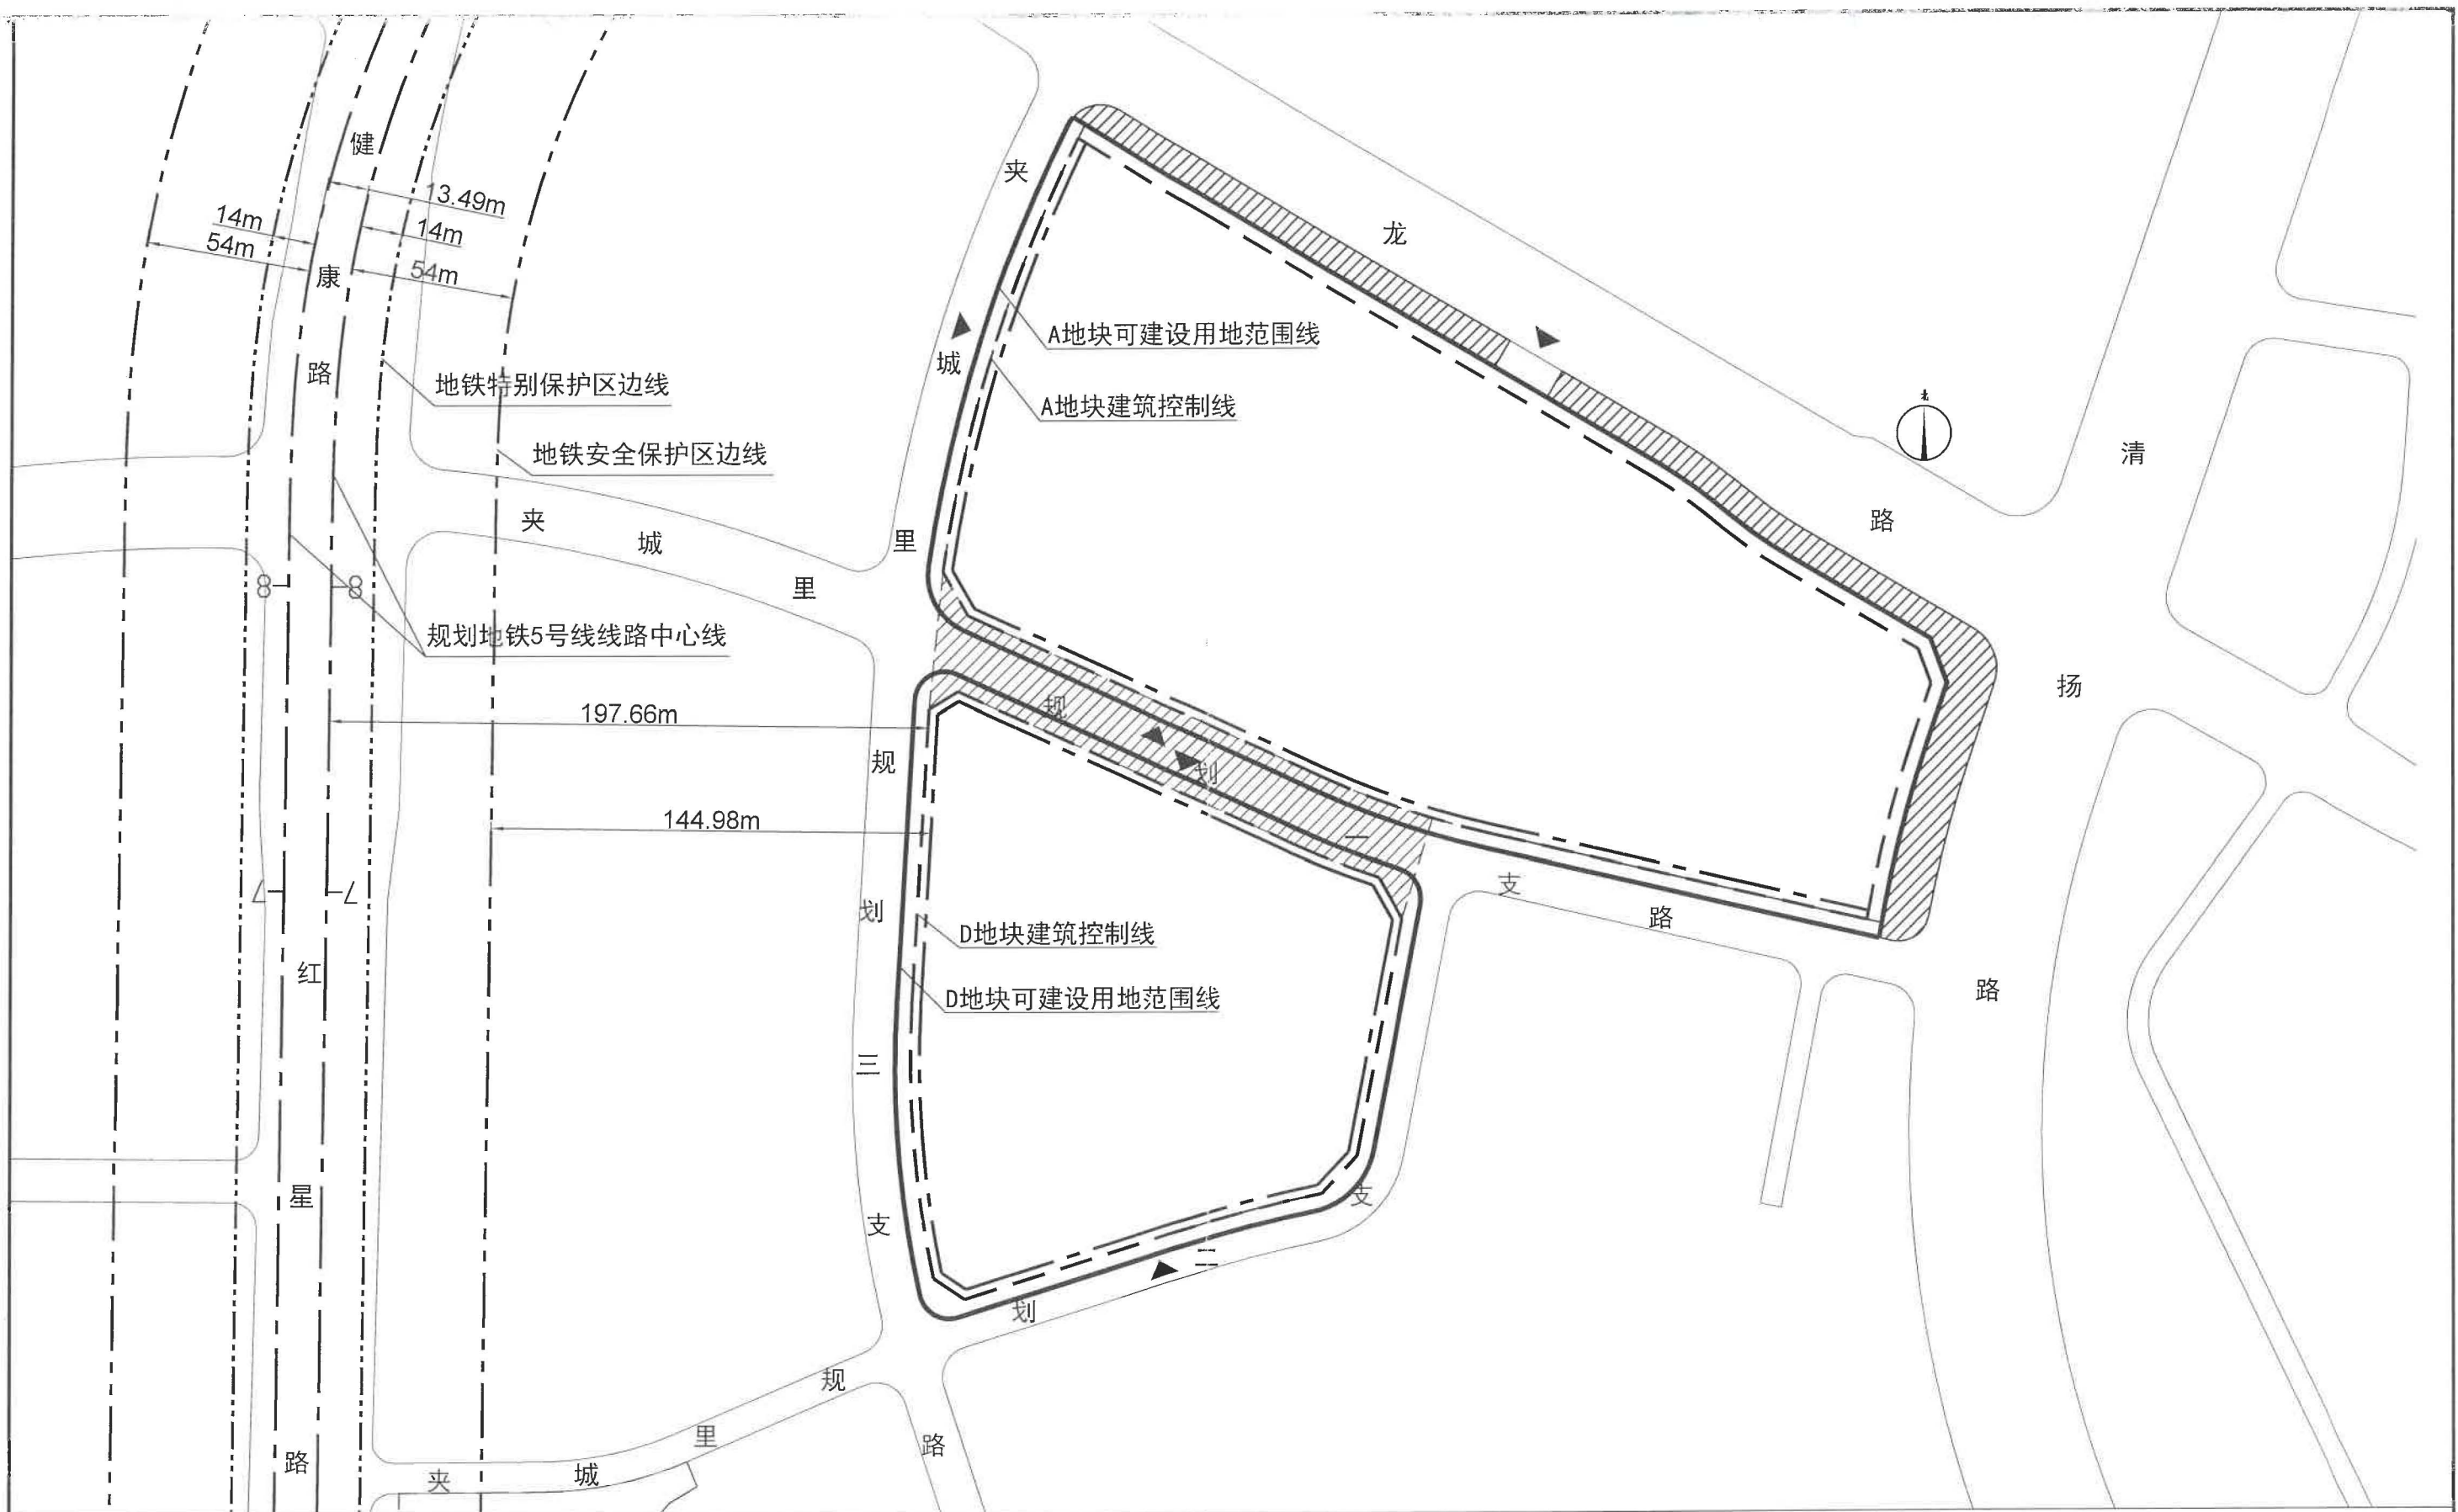 北
健康路
13.49m
14m
54m
14m
54m
夹城里
龙路
清扬路
A地块可建设用地范围线
A地块建筑控制线
地铁特别保护区边线
地铁安全保护区边线
夹城里
8
8
规划地铁5号线线路中心线
197.66m
144.98m
规划一支路
7
7
规划三支路
D地块建筑控制线
D地块可建设用地范围线
红星路
规划二支
夹城里